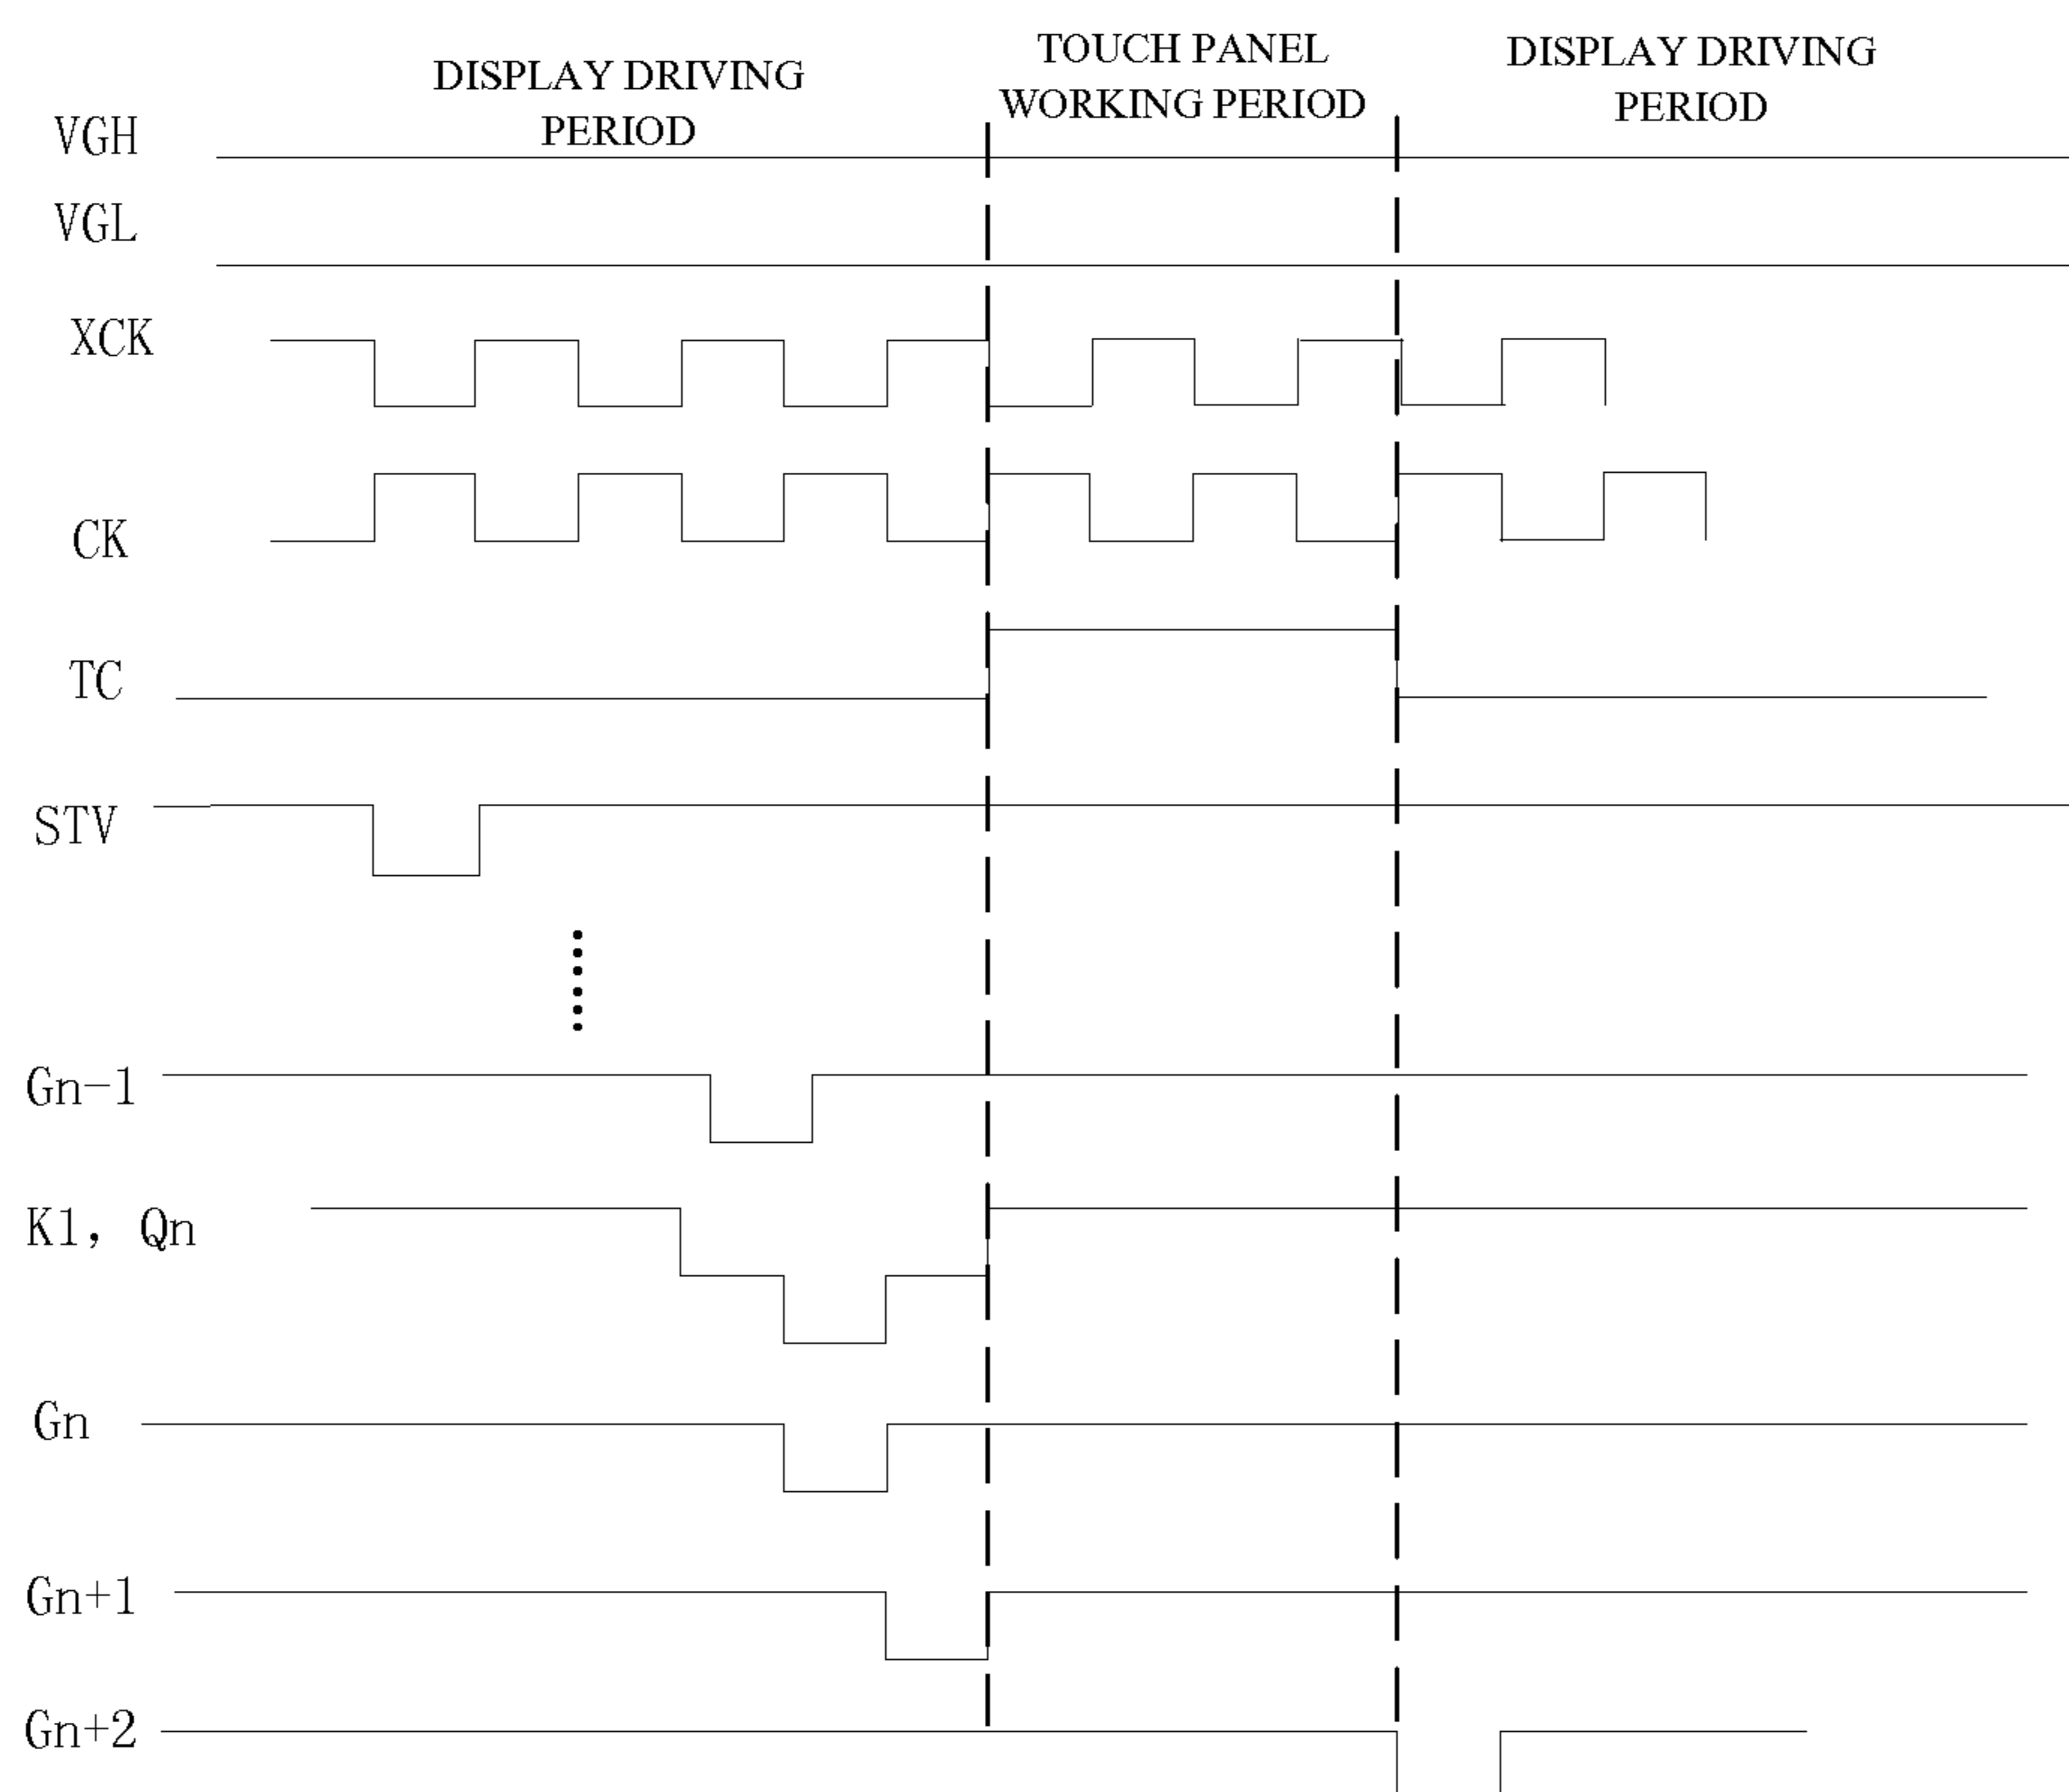 DISPLAY DRIVING
PERIOD
TOUCH PANEL
WORKING PERIOD
DISPLAY DRIVING
PERIOD
VGH
VGL
XCK
CK
TC
STV
Gn-1
K1, Qn
Gn
Gn+1
Gn+2